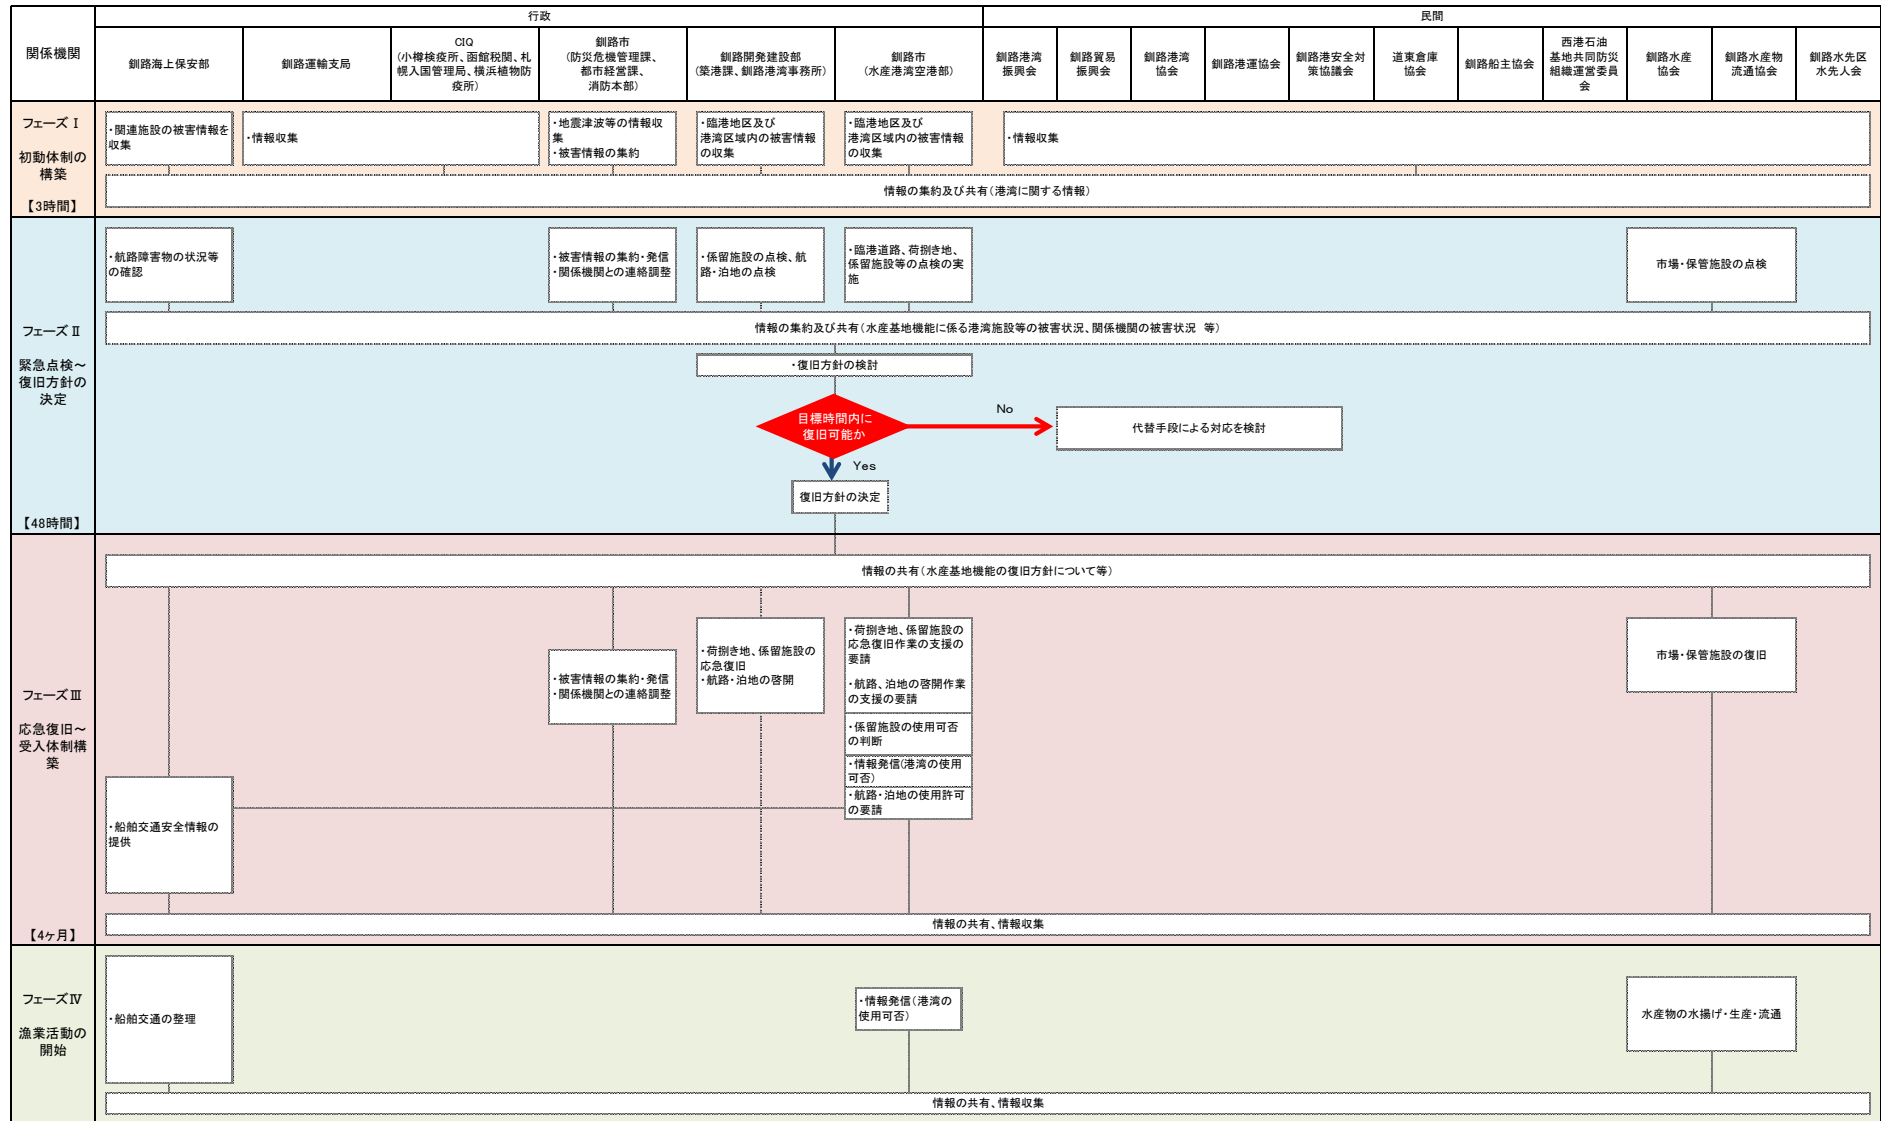 関係機関
行政
民間
釧路海上保安部
釧路運輸支局
CIQ
(小樽検疫所、函館税関、札
幌入国管理局、横浜植物防
疫所)
釧路市
(防災危機管理課、
都市経営課、
消防本部)
釧路開発建設部
(築港課、釧路港湾事務所)
釧路市
(水産港湾空港部)
釧路港湾
振興会
釧路貿易
振興会
釧路港湾
協会
釧路港運協会
釧路港安全対
策協議会
道東倉庫
協会
釧路船主協会
西港石油
基地共同防災
組織運営委員
会
釧路水産
協会
釧路水産物
流通協会
釧路水先区
水先人会
フェーズⅠ
初動体制の
構築
【3時間】
・関連施設の被害情報を
収集
・情報収集
・地震津波等の情報収
集
・被害情報の集約
・臨港地区及び
港湾区域内の被害情報
の収集
・臨港地区及び
港湾区域内の被害情報
の収集
・情報収集
情報の集約及び共有(港湾に関する情報)
フェーズⅡ
緊急点検～
復旧方針の
決定
【48時間】
・航路障害物の状況等
の確認
・被害情報の集約・発信
・関係機関との連絡調整
・係留施設の点検、航
路・泊地の点検
・臨港道路、荷捌き地、
係留施設等の点検の実
施
市場・保管施設の点検
情報の集約及び共有(水産基地機能に係る港湾施設等の被害状況、関係機関の被害状況 等)
・復旧方針の検討
目標時間内に
復旧可能か
No
代替手段による対応を検討
Yes
復旧方針の決定
フェーズⅢ
応急復旧～
受入体制構
築
【4ヶ月】
情報の共有(水産基地機能の復旧方針について等)
・被害情報の集約・発信
・関係機関との連絡調整
・荷捌き地、係留施設の
応急復旧
・航路・泊地の啓開
・荷捌き地、係留施設の
応急復旧作業の支援の
要請
・航路、泊地の啓開作業
の支援の要請
・係留施設の使用可否
の判断
・情報発信(港湾の使用
可否)
・航路・泊地の使用許可
の要請
市場・保管施設の復旧
・船舶交通安全情報の
提供
情報の共有、情報収集
フェーズⅣ
漁業活動の
開始
・船舶交通の整理
・情報発信(港湾の
使用可否)
水産物の水揚げ・生産・流通
情報の共有、情報収集